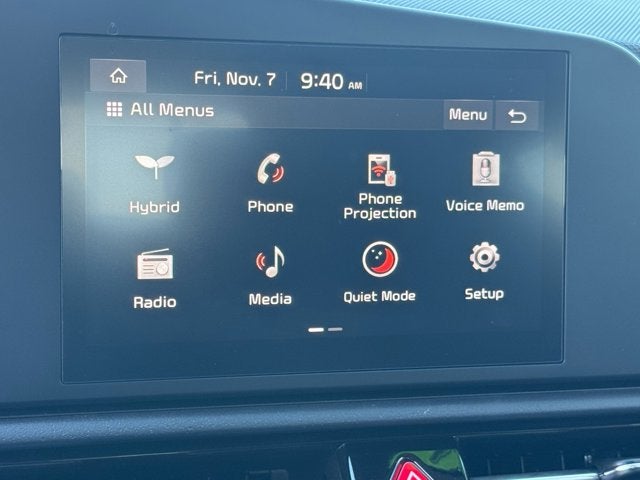 Fri, Nov. 7 9:40 AM
All Menus Menu
Hybrid Phone Phone Projection Voice Memo
Radio Media Quiet Mode Setup